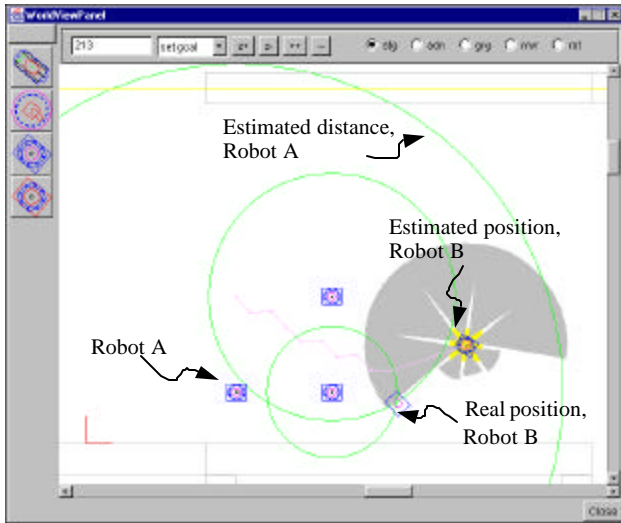 WorldViewPanel
213
setgoal
Estimated distance,
Robot A
Estimated position,
Robot B
Robot A
Real position,
Robot B
Close